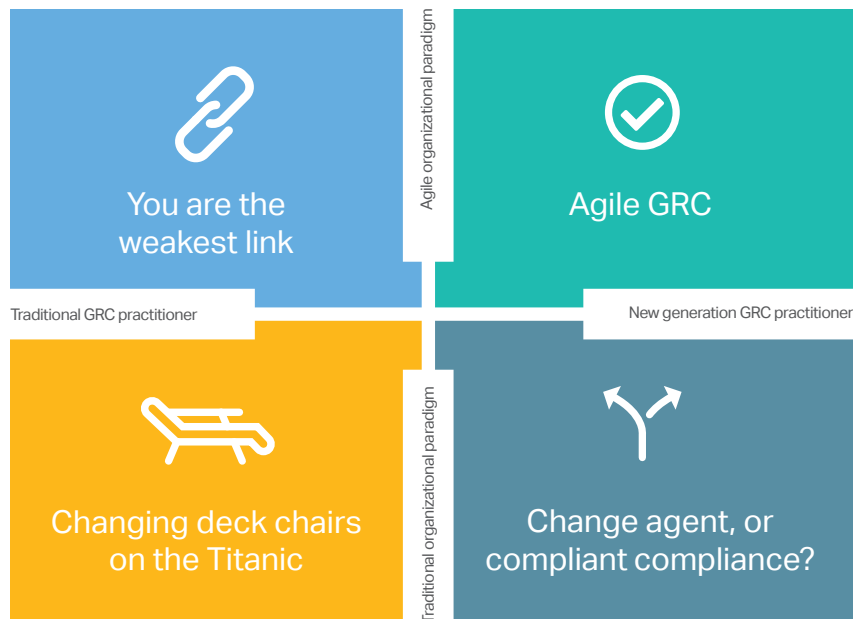 Agile organizational paradigm
You are the
weakest link
Agile GRC
Traditional GRC practitioner
New generation GRC practitioner
Traditional organizational paradigm
Changing deck chairs
on the Titanic
Change agent, or
compliant compliance?